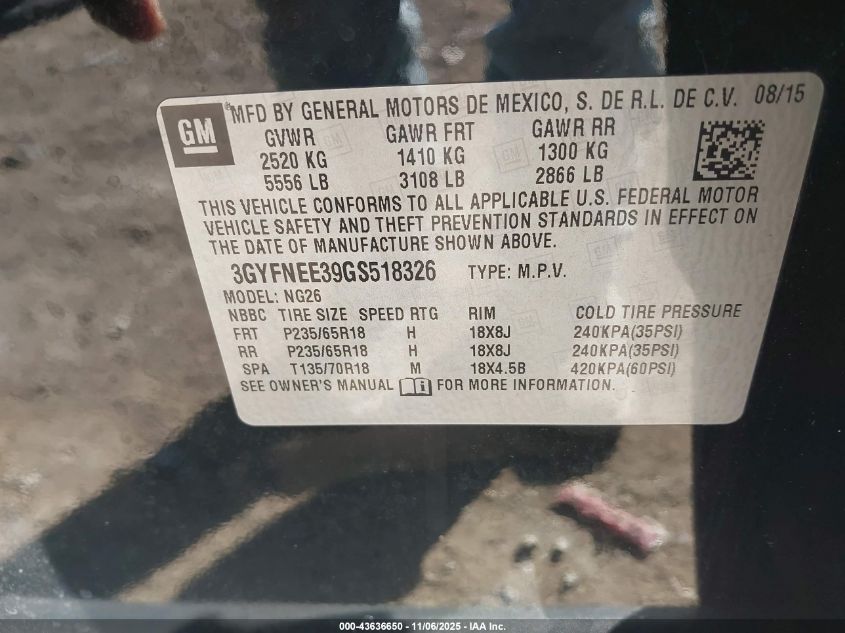 GM
® MFD BY GENERAL MOTORS DE MEXICO, S. DE R.L. DE C.V. 08/15
GVWR GAWR FRT GAWR RR
2520 KG 1410 KG 1300 KG
5556 LB 3108 LB 2866 LB
THIS VEHICLE CONFORMS TO ALL APPLICABLE U.S. FEDERAL MOTOR
VEHICLE SAFETY AND THEFT PREVENTION STANDARDS IN EFFECT ON
THE DATE OF MANUFACTURE SHOWN ABOVE.
3GYFNEE39GS518326 TYPE: M.P.V.
MODEL: NG26
NBBC TIRE SIZE SPEED RTG RIM COLD TIRE PRESSURE
FRT P235/65R18 H 18X8J 240KPA(35PSI)
RR P235/65R18 H 18X8J 240KPA(35PSI)
SPA T135/70R18 M 18X4.5B 420KPA(60PSI)
SEE OWNER'S MANUAL FOR MORE INFORMATION.
000-43636650 - 11/06/2025 - IAA Inc.